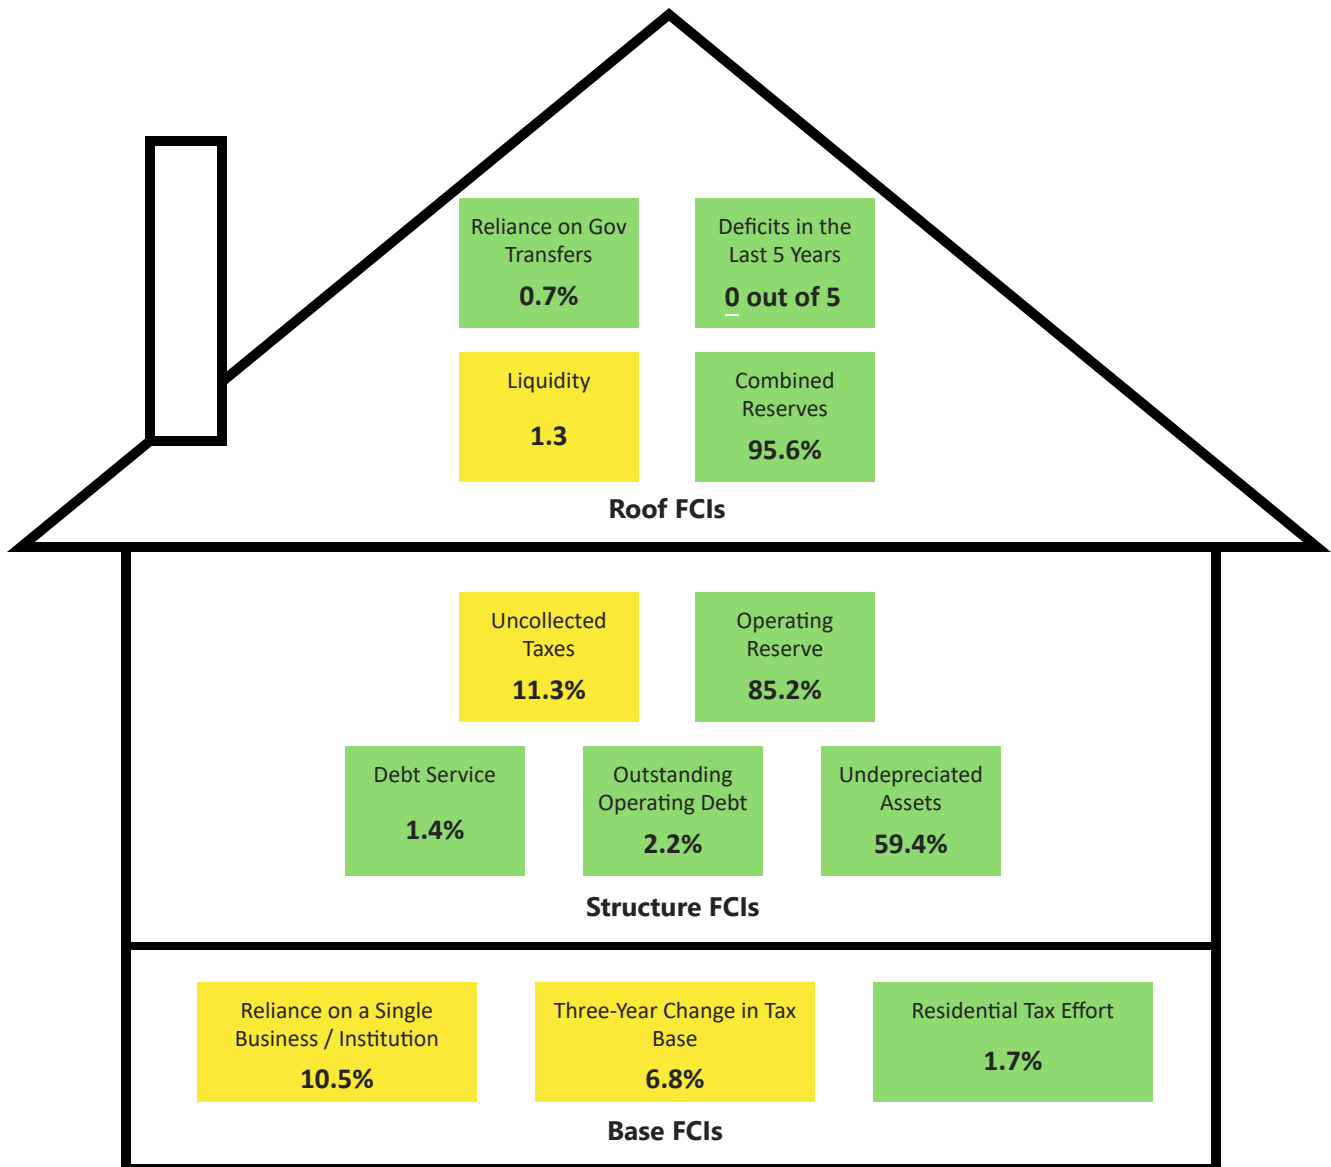 Reliance on Gov
Transfers
0.7%
Deficits in the
Last 5 Years
0 out of 5
Liquidity
1.3
Combined
Reserves
95.6%
Roof FCIs
Uncollected
Taxes
11.3%
Operating
Reserve
85.2%
Debt Service
1.4%
Outstanding
Operating Debt
2.2%
Undepreciated
Assets
59.4%
Structure FCIs
Reliance on a Single
Business / Institution
10.5%
Three-Year Change in Tax
Base
6.8%
Residential Tax Effort
1.7%
Base FCIs